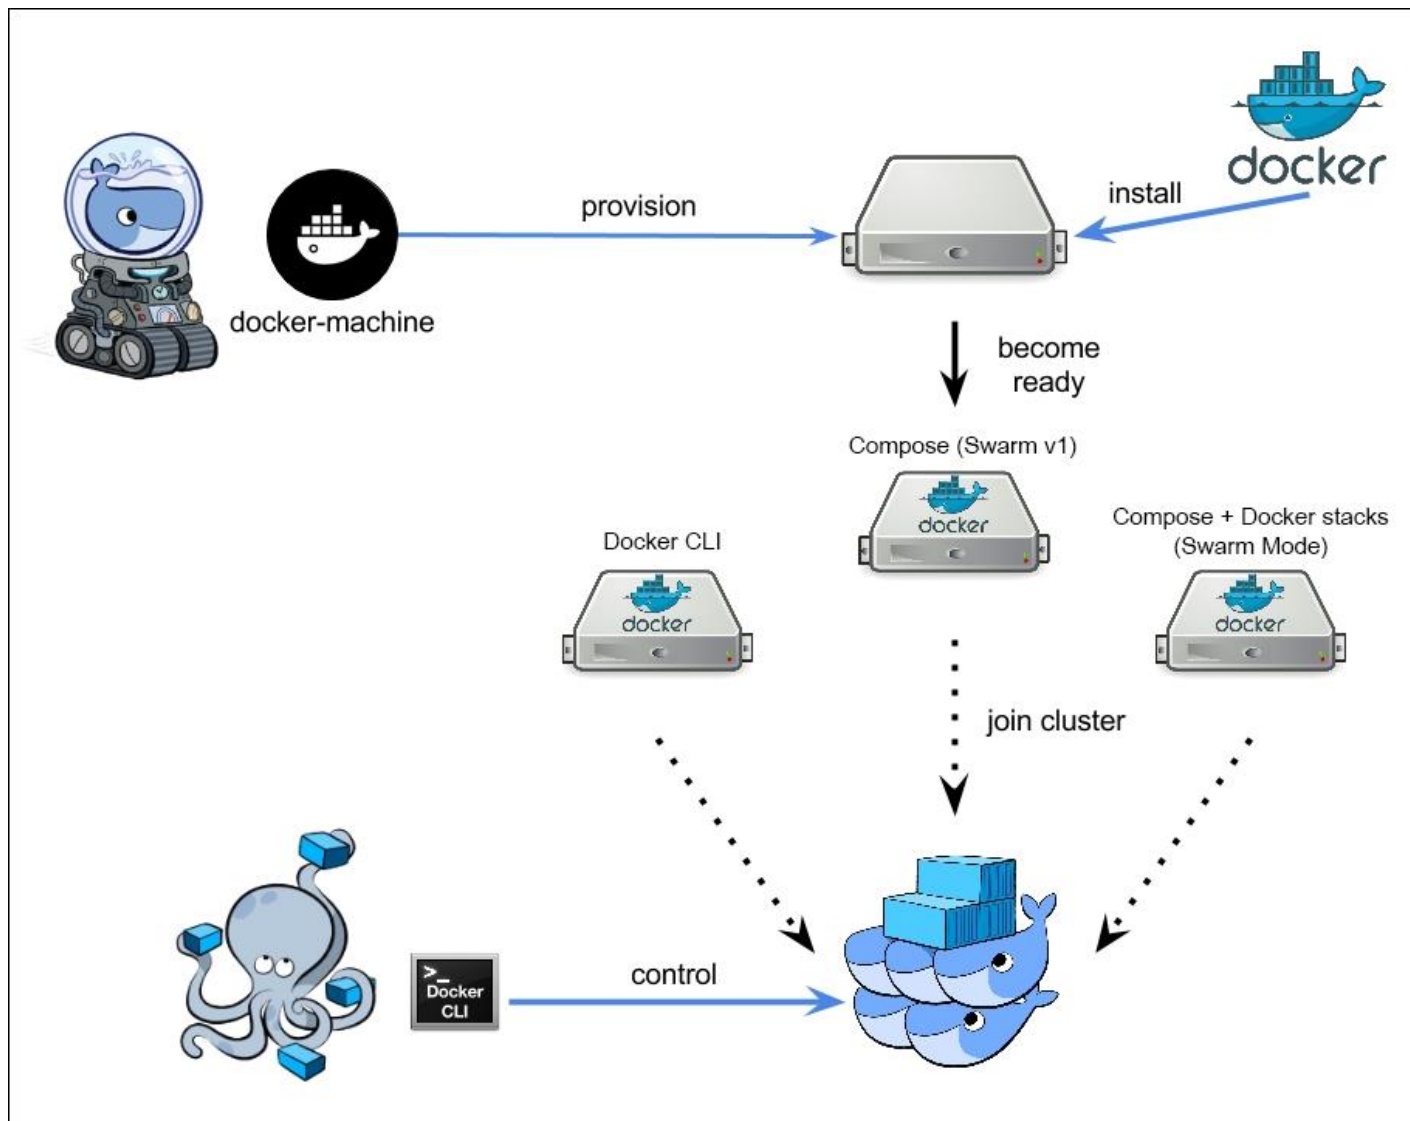 docker
provision
install
docker-machine
become
ready
Compose (Swarm v1)
docker
Compose + Docker stacks
(Swarm Mode)
Docker CLI
docker
docker
join cluster
>_
Docker
CLI
control